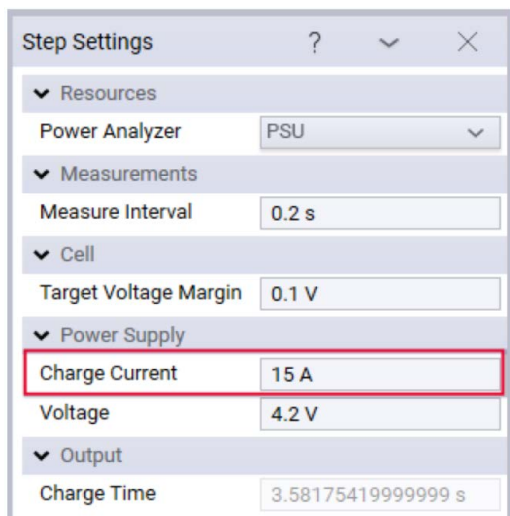 Step Settings ?
Resources
Power Analyzer PSU
Measurements
Measure Interval 0.2 s
Cell
Target Voltage Margin 0.1 V
Power Supply
Charge Current 15 A
Voltage 4.2 V
Output
Charge Time 3.58175419999999 s